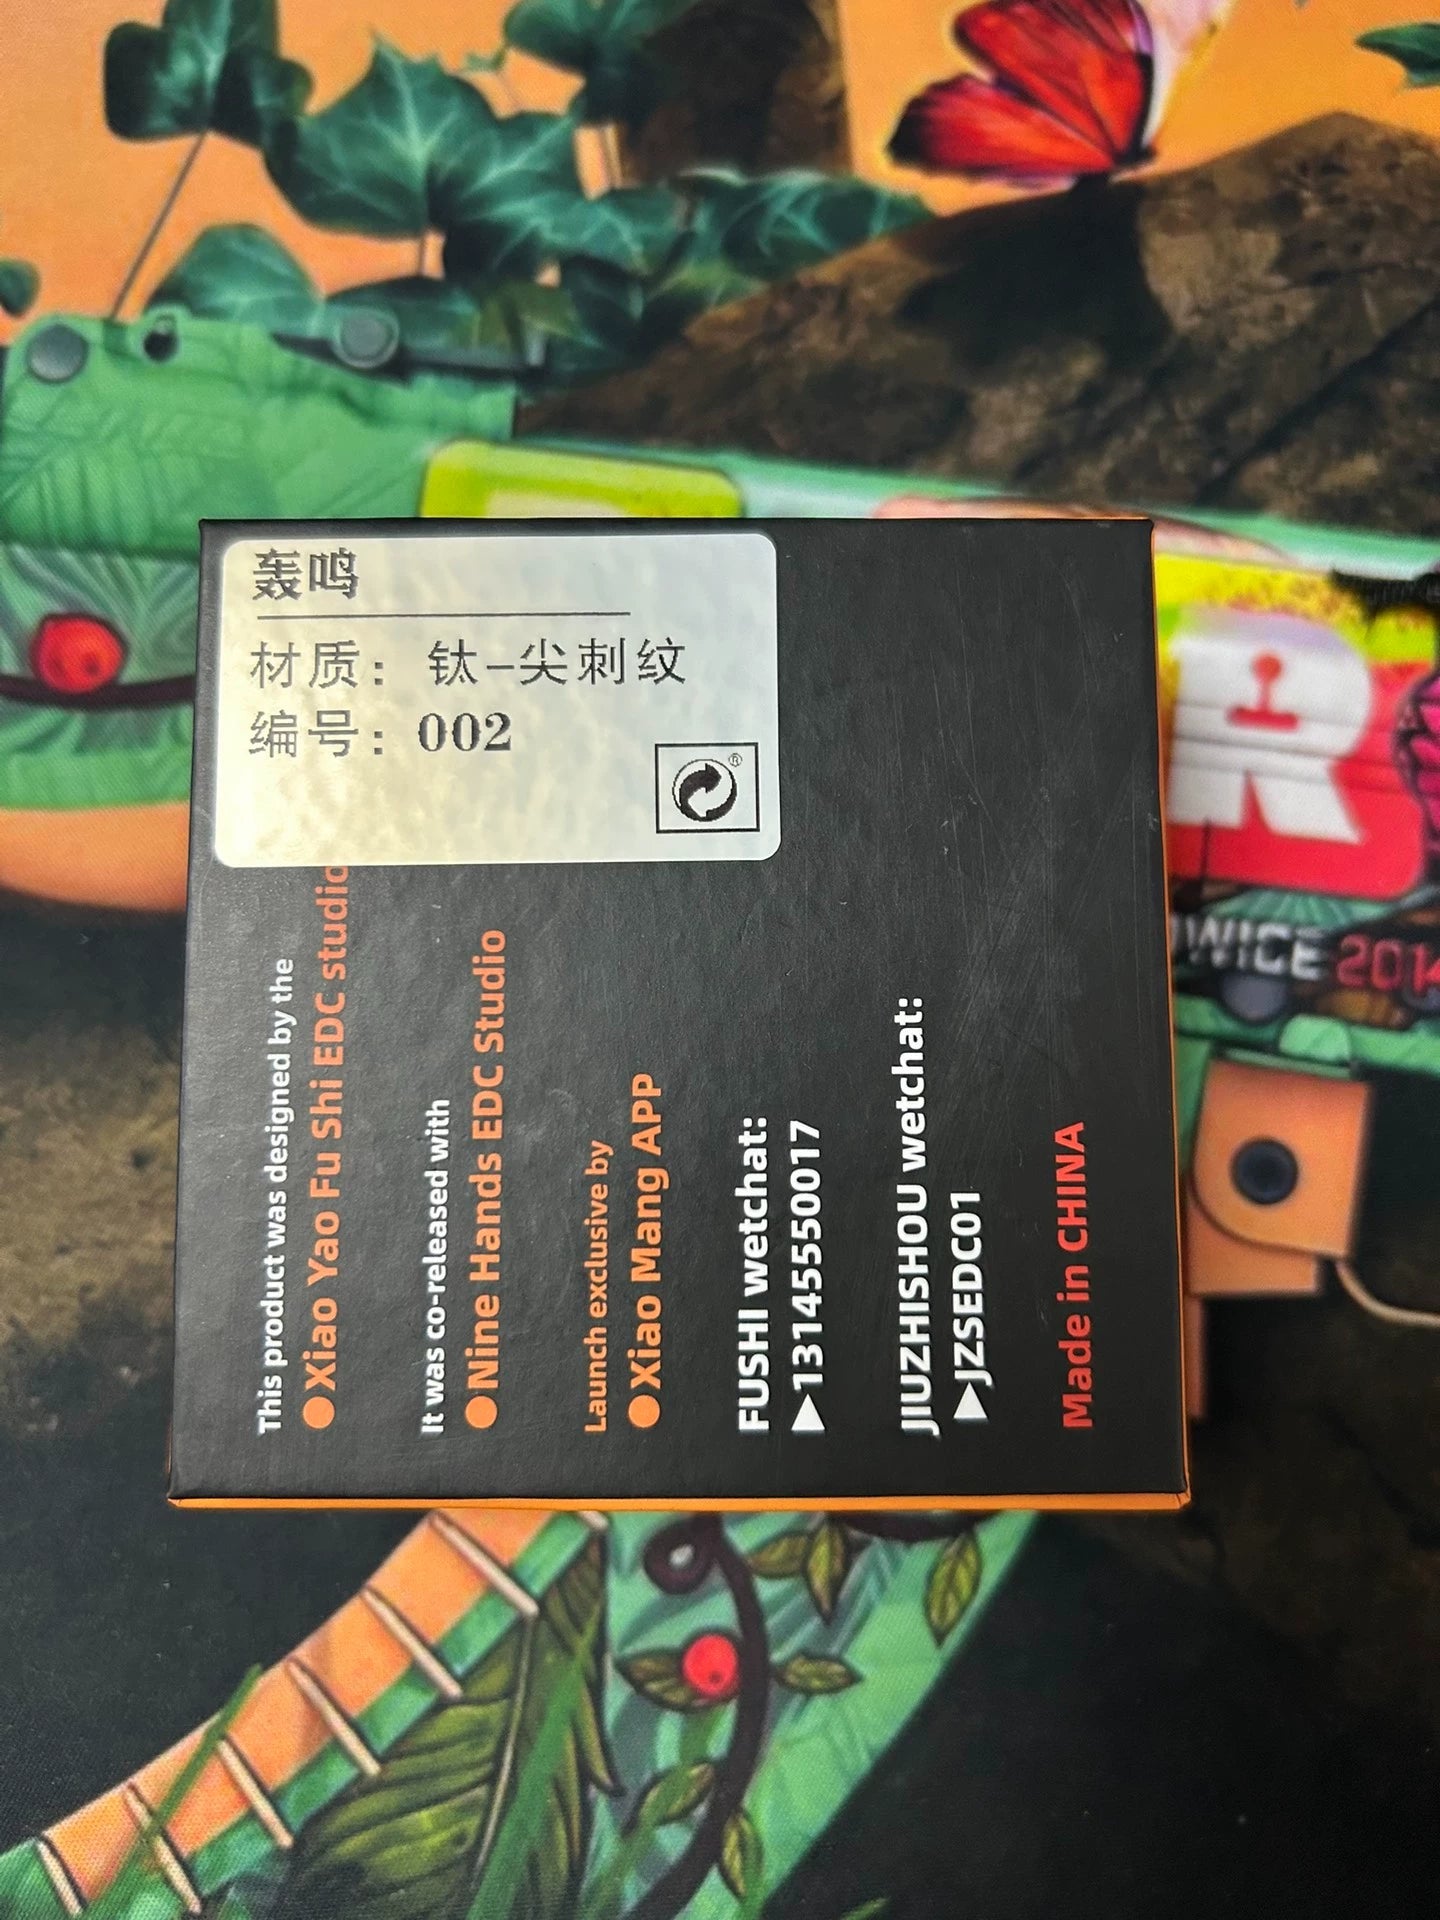 轰鸣
材质：钛-尖刺纹
编号：002
®
This product was designed by the
●Xiao Yao Fu Shi EDC studio
It was co-released with
●Nine Hands EDC Studio
Launch exclusive by
●Xiao Mang APP
FUSHI wetchat:
▶13145550017
JIUZHISHOU wetchat:
▶JZSEDC01
Made in CHINA
R
2014